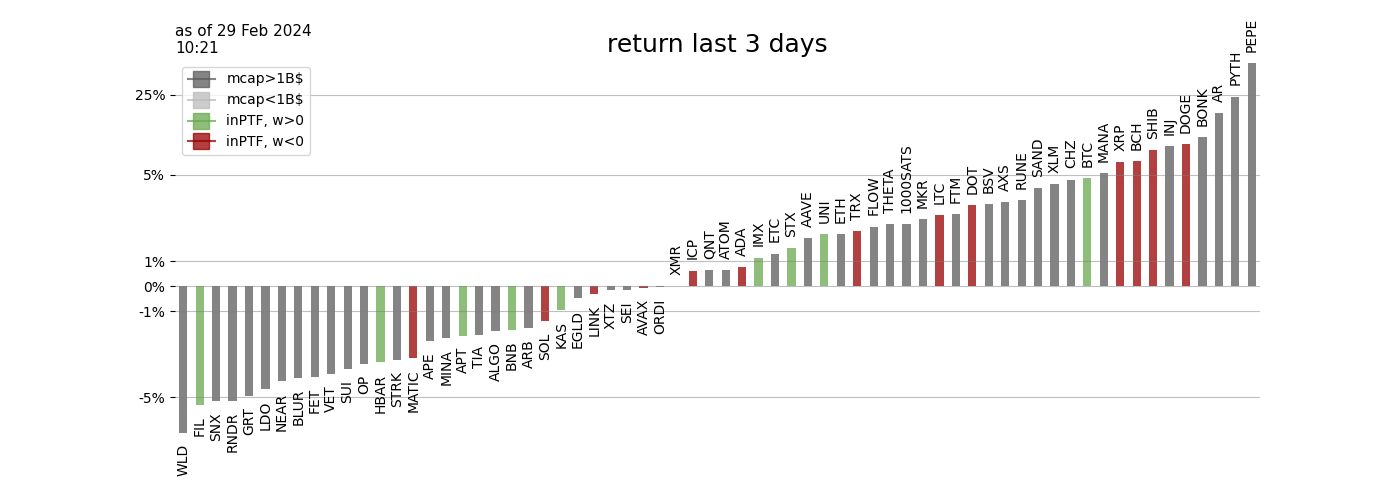 as of 29 Feb 2024
10:21
return last 3 days
mcap>1B$
mcap<1B$
inPTF, w>0
inPTF, w<0
25%
5%
1%
0%
-1%
-5%
WLD
FIL
SNX
RNDR
GRT
LDO
NEAR
BLUR
FET
VET
SUI
OP
HBAR
STRK
MATIC
APE
MINA
APT
TIA
ALGO
BNB
ARB
SOL
KAS
EGLD
LINK
XTZ
SEI
AVAX
ORDI
XMR
ICP
QNT
ATOM
ADA
IMX
ETC
STX
AAVE
UNI
ETH
TRX
FLOW
THETA
1000SATS
MKR
LTC
FTM
DOT
BSV
AXS
RUNE
SAND
XLM
CHZ
BTC
MANA
XRP
BCH
SHIB
INJ
DOGE
BONK
AR
PYTH
PEPE